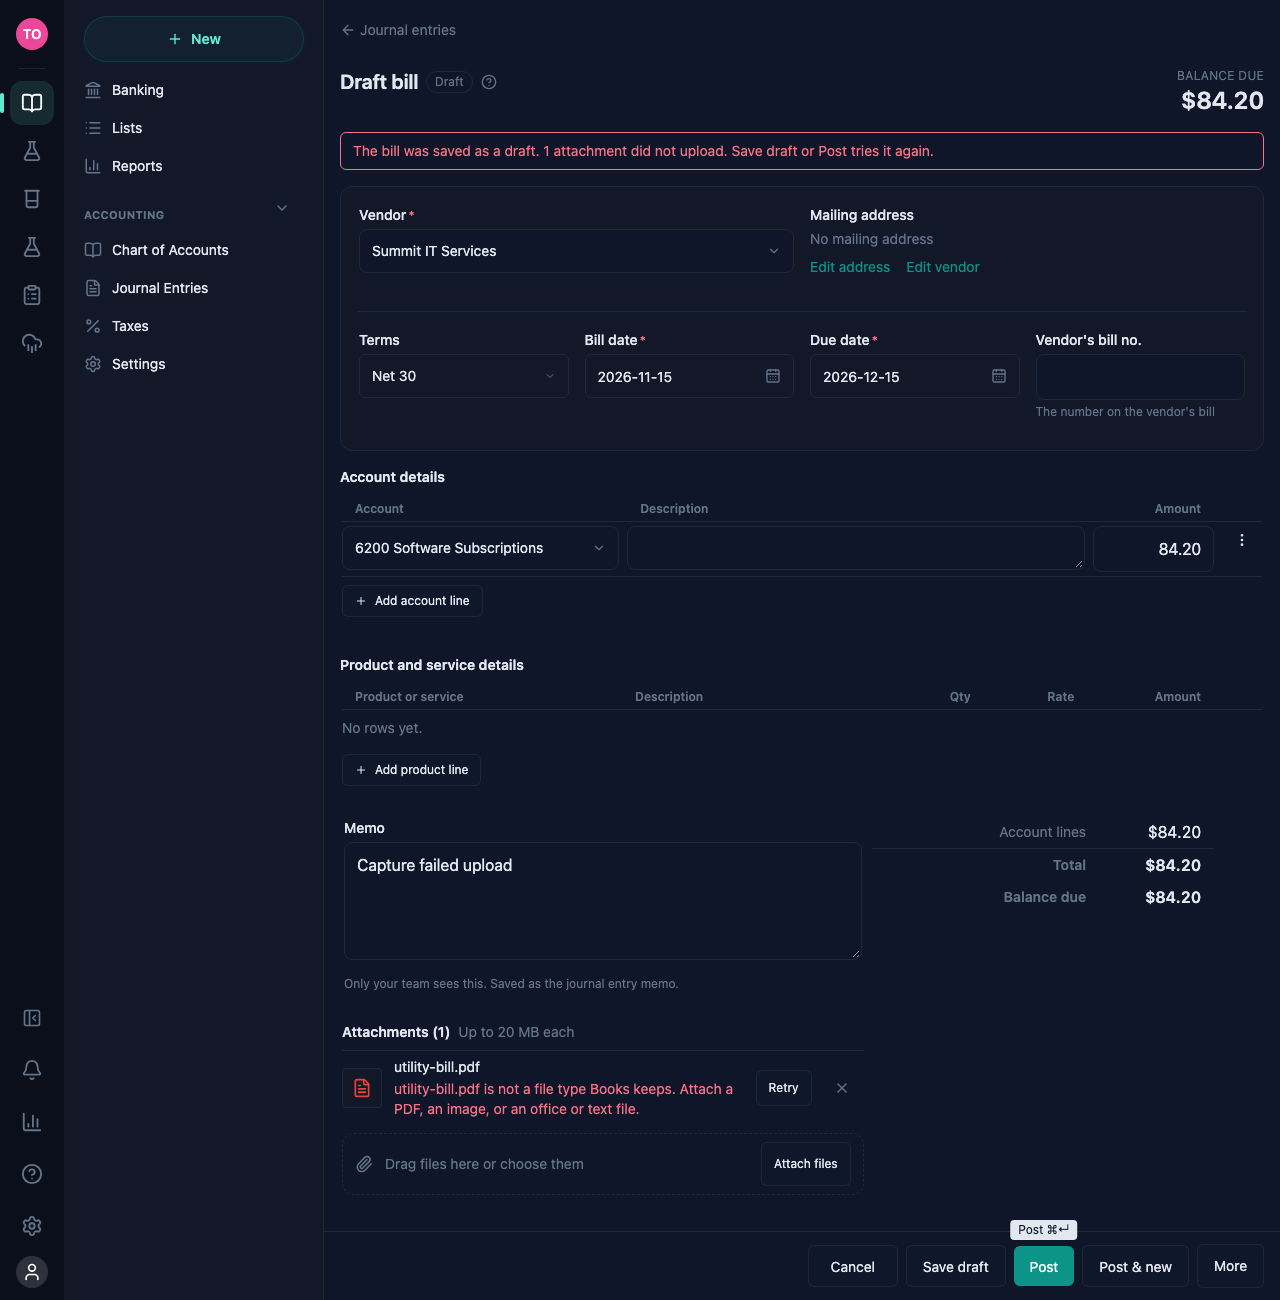 TO
New
Banking
Lists
Reports
ACCOUNTING
Chart of Accounts
Journal Entries
Taxes
Settings
Journal entries
Draft bill Draft
BALANCE DUE
$84.20
The bill was saved as a draft. 1 attachment did not upload. Save draft or Post tries it again.
Vendor*
Summit IT Services
Mailing address
No mailing address
Edit address Edit vendor
Terms Bill date* Due date* Vendor's bill no.
Net 30 2026-11-15 2026-12-15
The number on the vendor's bill
Account details
Account Description Amount
6200 Software Subscriptions 84.20
Add account line
Product and service details
Product or service Description Qty Rate Amount
No rows yet.
Add product line
Memo
Capture failed upload
Account lines $84.20
Total $84.20
Balance due $84.20
Only your team sees this. Saved as the journal entry memo.
Attachments (1) Up to 20 MB each
utility-bill.pdf
utility-bill.pdf is not a file type Books keeps. Attach a
PDF, an image, or an office or text file.
Retry
Drag files here or choose them Attach files
Post ⌘↵
Cancel Save draft Post Post & new More